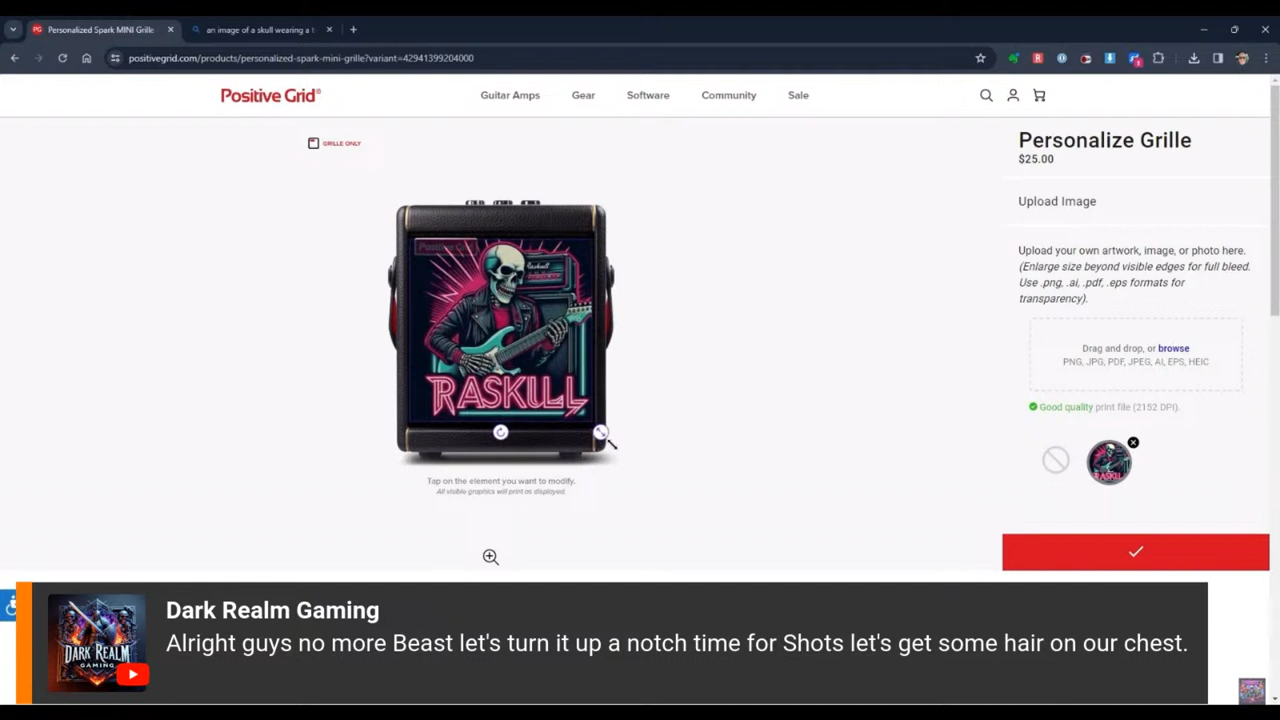 Personalized Spark MINI Grille
an image of a skull wearing a t
positivegrid.com/products/personalized-spark-mini-grille?variant=42941399204000
Positive Grid®
Guitar Amps
Gear
Software
Community
Sale
GRILLE ONLY
Personalize Grille
$25.00
Upload Image
Upload your own artwork, image, or photo here.
(Enlarge size beyond visible edges for full bleed.
Use .png, .ai, .pdf, .eps formats for
transparency).
Drag and drop, or browse
PNG, JPG, PDF, JPEG, AI, EPS, HEIC
Good quality print file (2152 DPI).
Positive Grid
Raskull
RASKULL
Tap on the element you want to modify.
All visible graphics will print as displayed.
DARK REALM
GAMING
Dark Realm Gaming
Alright guys no more Beast let's turn it up a notch time for Shots let's get some hair on our chest.